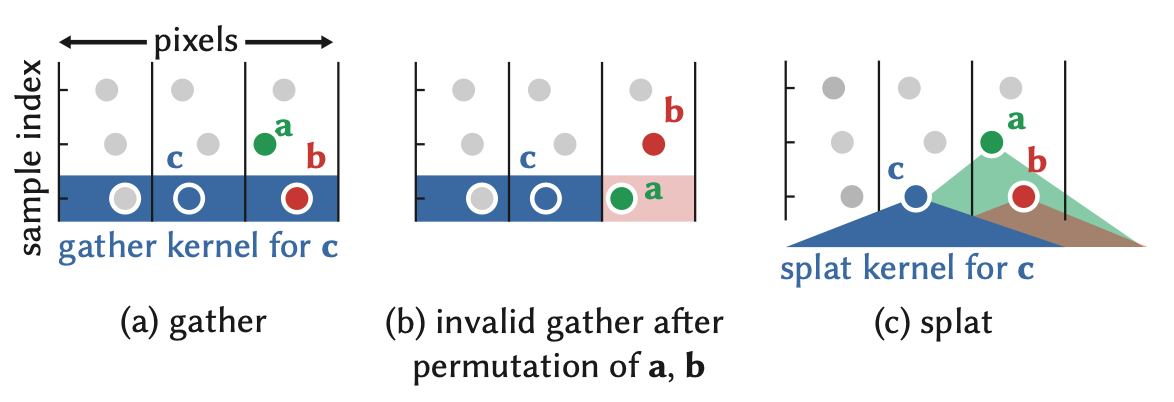 pixels
sample index
a
b
c
gather kernel for c
(a) gather
b
c
a
(b) invalid gather after
permutation of a, b
a
b
c
splat kernel for c
(c) splat